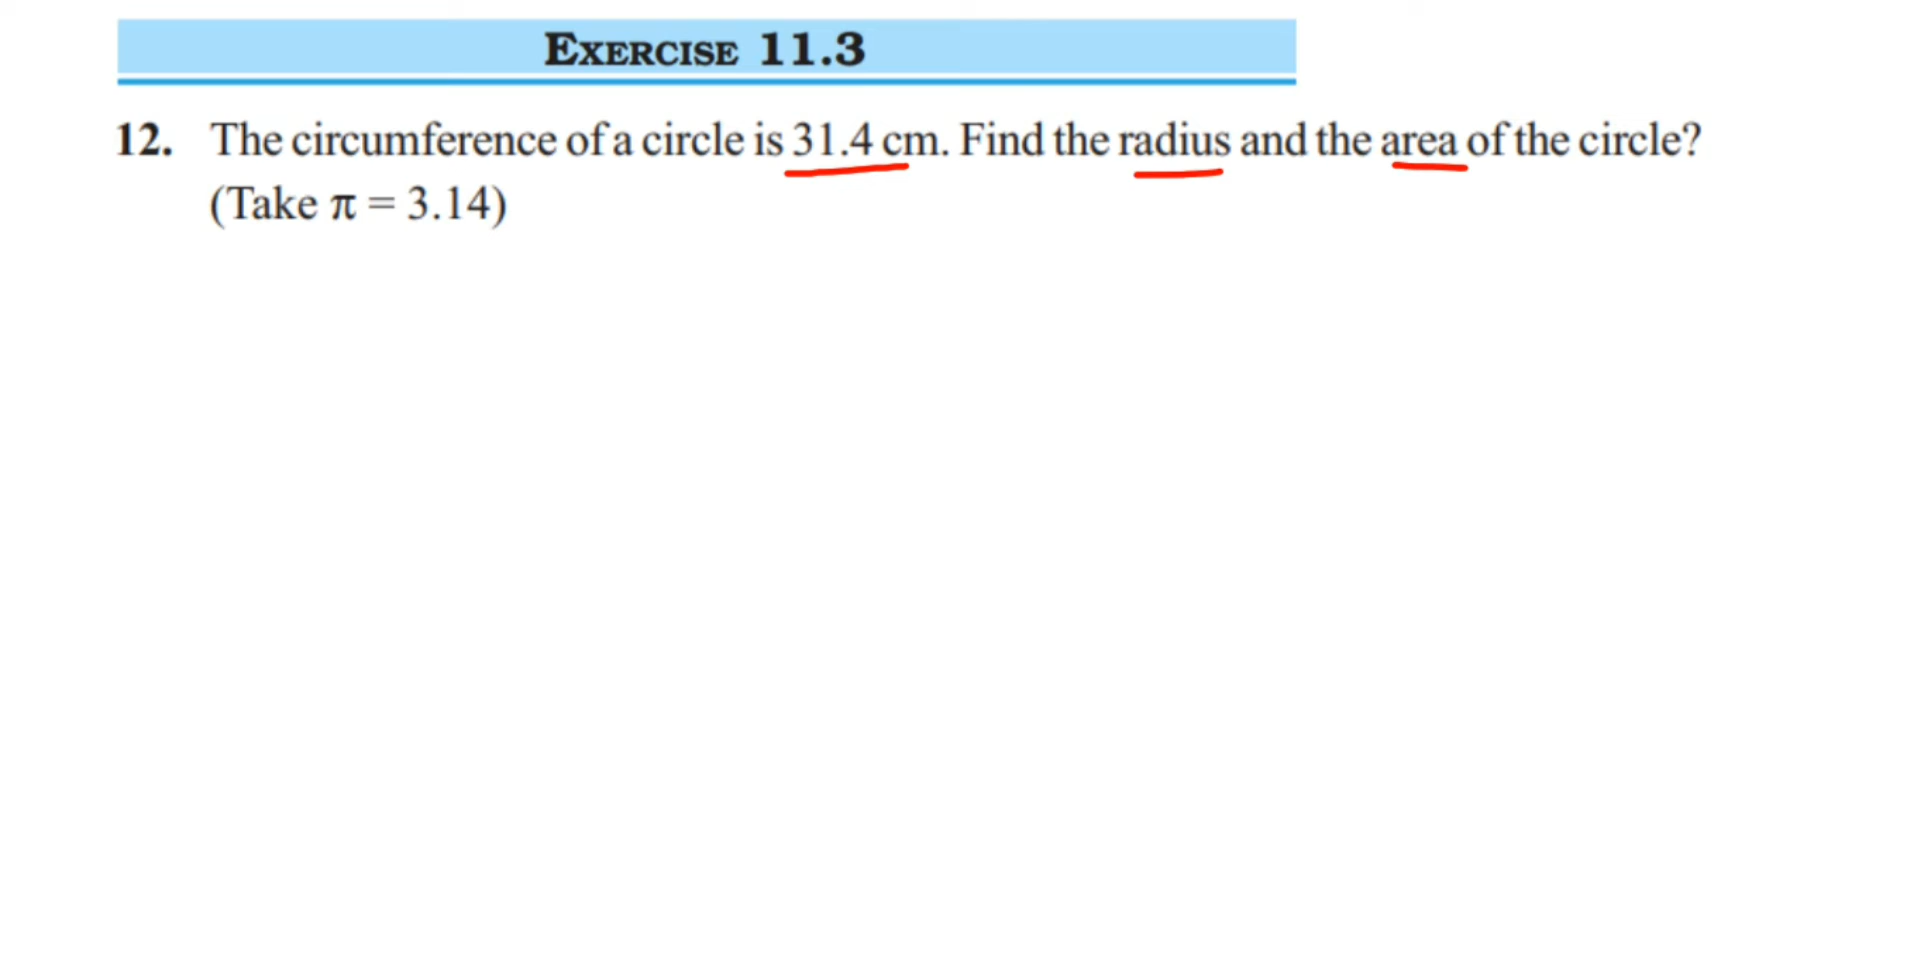 EXERCISE 11.3
12. The circumference of a circle is 31.4 cm. Find the radius and the area of the circle?
(Take π = 3.14)